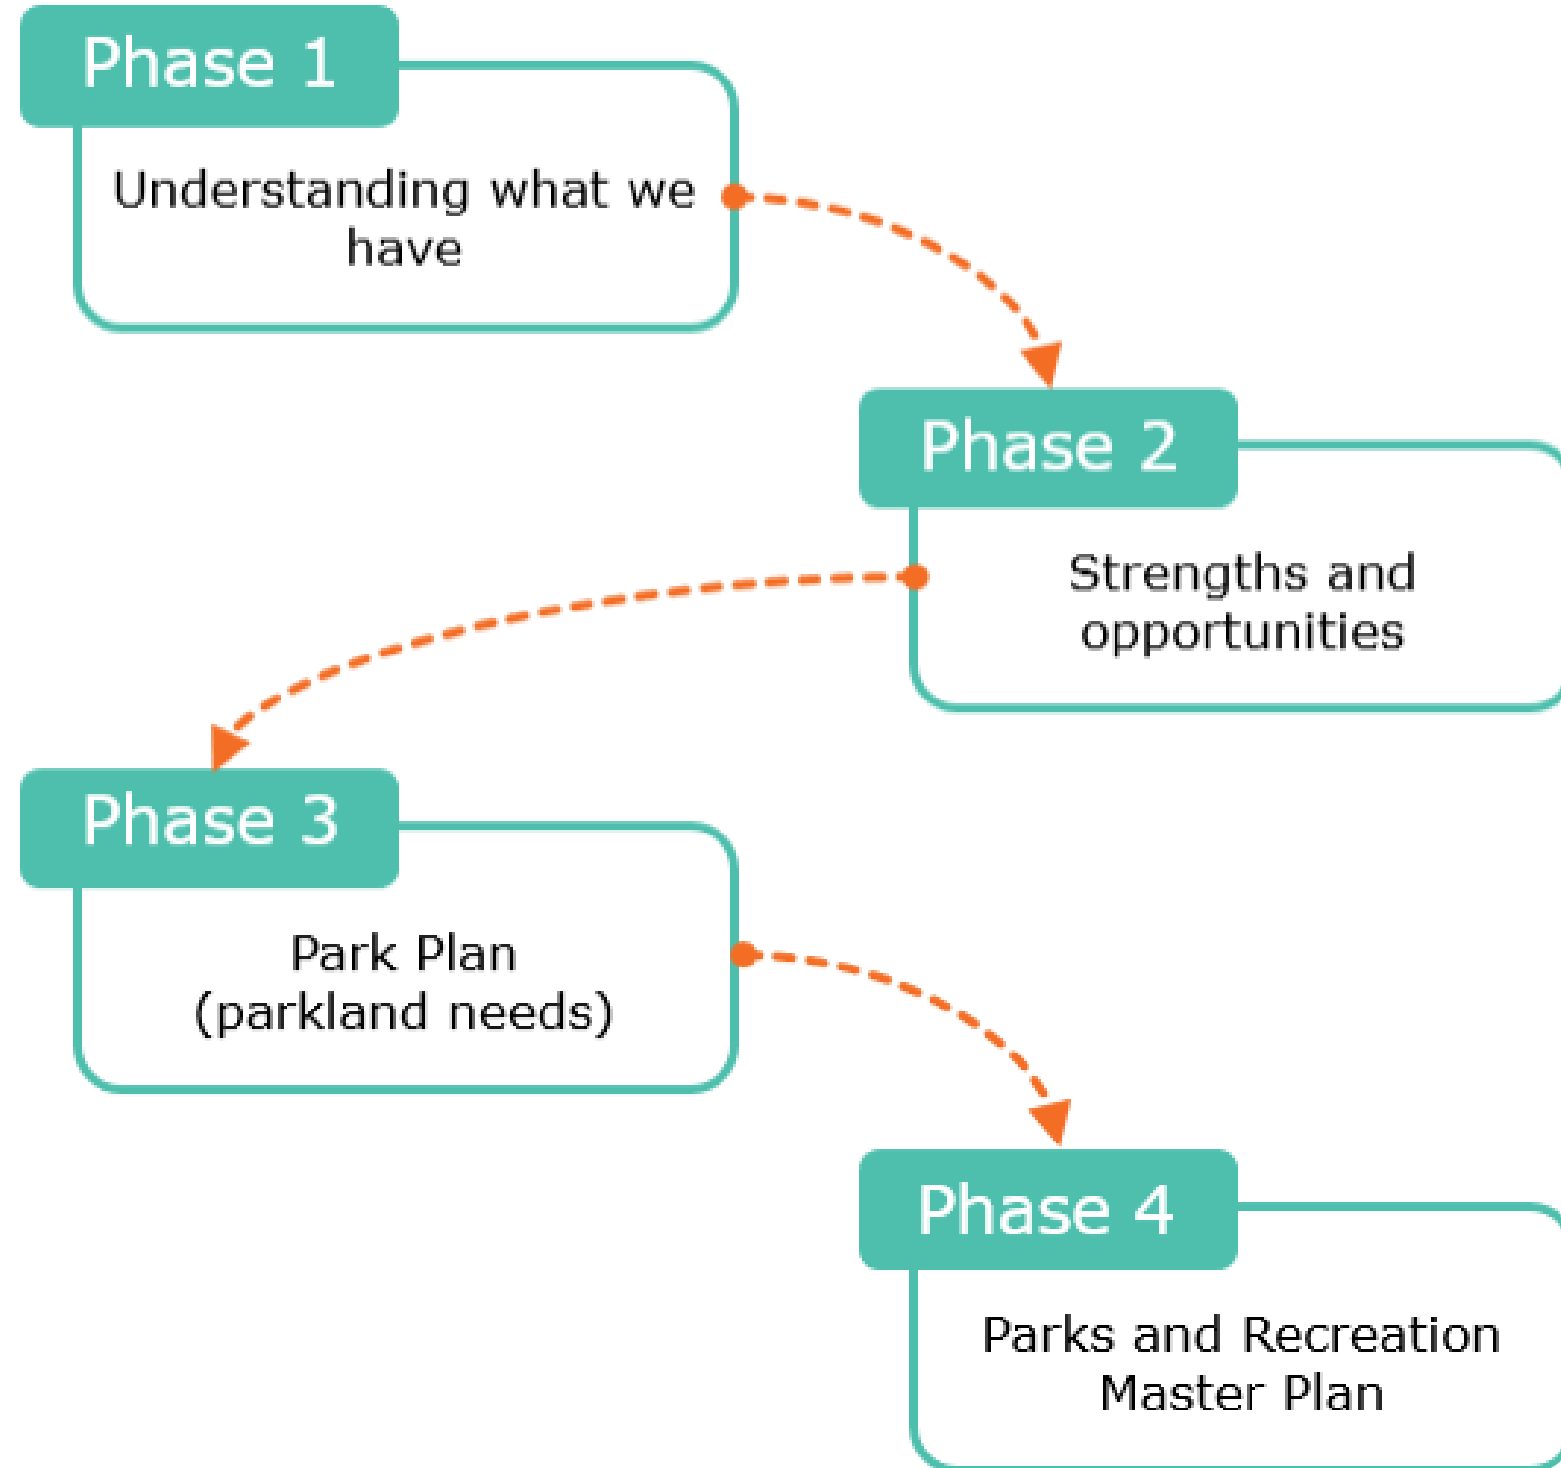 Phase 1
Understanding what we
have
Phase 2
Strengths and
opportunities
Phase 3
Park Plan
(parkland needs)
Phase 4
Parks and Recreation
Master Plan